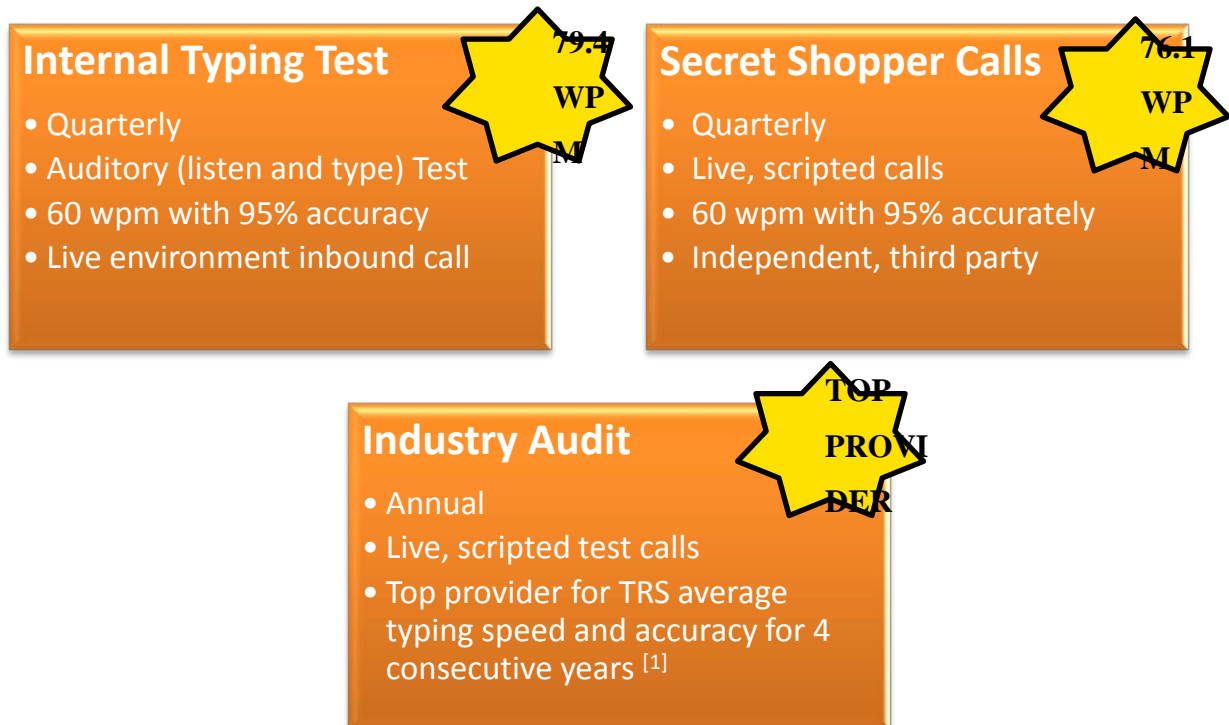 Internal Typing Test
• Quarterly
• Auditory (listen and type) Test
• 60 wpm with 95% accuracy
• Live environment inbound call
79.4
WP
M
Secret Shopper Calls
• Quarterly
• Live, scripted calls
• 60 wpm with 95% accurately
• Independent, third party
76.1
WP
M
Industry Audit
• Annual
• Live, scripted test calls
• Top provider for TRS average
typing speed and accuracy for 4
consecutive years [1]
TOP
PROVI
DER